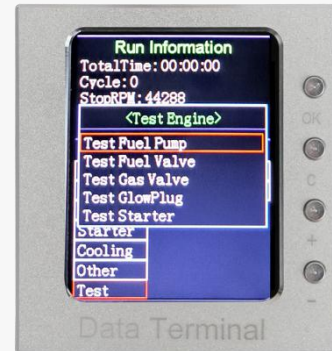 Run Information
TotalTime:00:00:00
Cycle:0
StopRPM:44288
<Test Engine>
Test Fuel Pump
Test Fuel Valve
Test Gas Valve
Test GlowPlug
Test Starter
Starter
Cooling
Other
Test
OK
C
+
-
Data Terminal